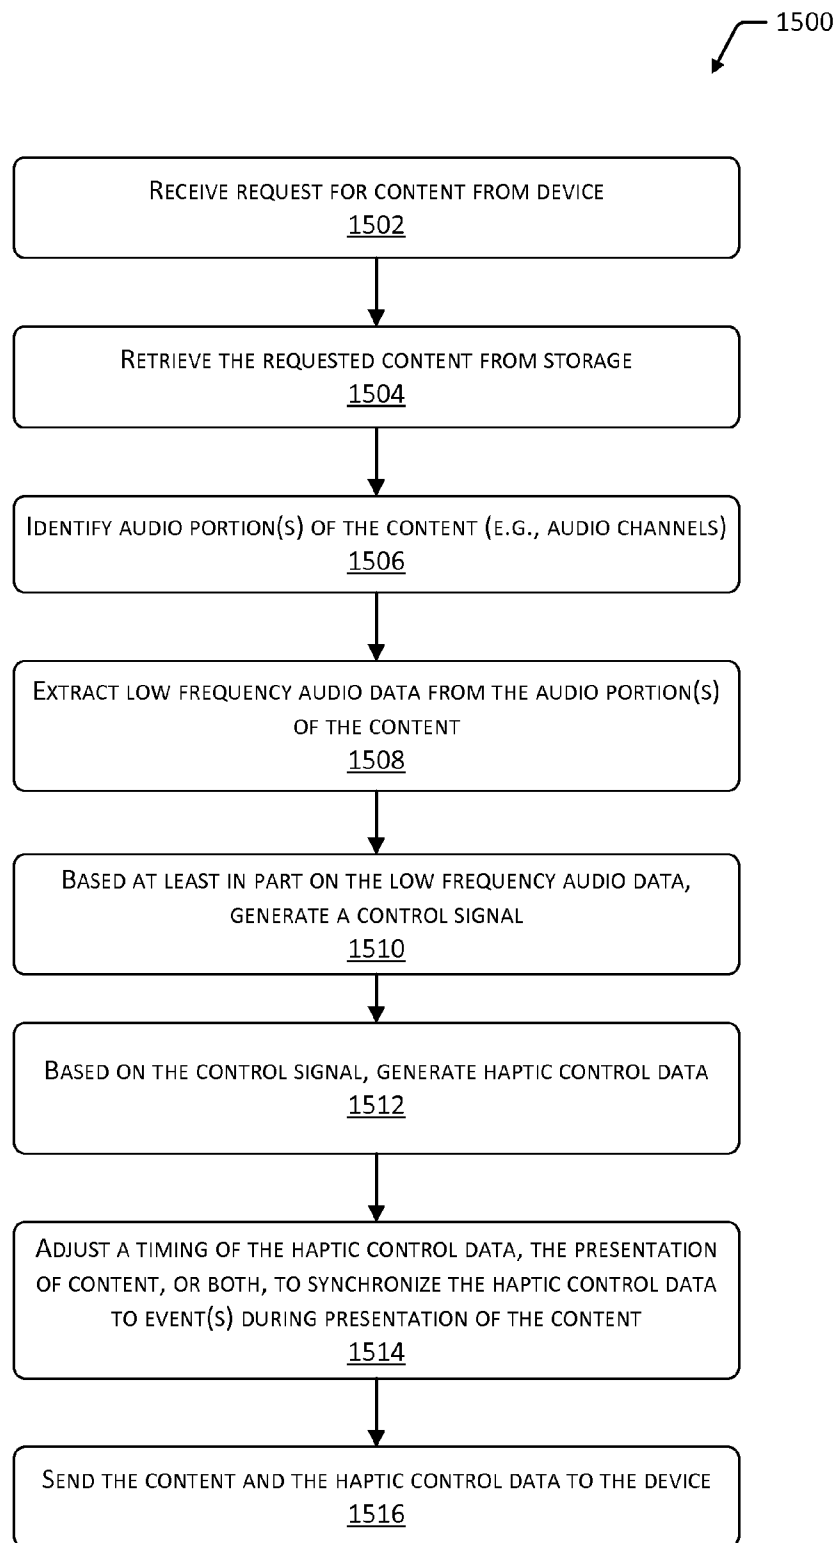 1500
RECEIVE REQUEST FOR CONTENT FROM DEVICE
1502
RETRIEVE THE REQUESTED CONTENT FROM STORAGE
1504
IDENTIFY AUDIO PORTION(S) OF THE CONTENT (E.G., AUDIO CHANNELS)
1506
EXTRACT LOW FREQUENCY AUDIO DATA FROM THE AUDIO PORTION(S)
OF THE CONTENT
1508
BASED AT LEAST IN PART ON THE LOW FREQUENCY AUDIO DATA,
GENERATE A CONTROL SIGNAL
1510
BASED ON THE CONTROL SIGNAL, GENERATE HAPTIC CONTROL DATA
1512
ADJUST A TIMING OF THE HAPTIC CONTROL DATA, THE PRESENTATION
OF CONTENT, OR BOTH, TO SYNCHRONIZE THE HAPTIC CONTROL DATA
TO EVENT(S) DURING PRESENTATION OF THE CONTENT
1514
SEND THE CONTENT AND THE HAPTIC CONTROL DATA TO THE DEVICE
1516